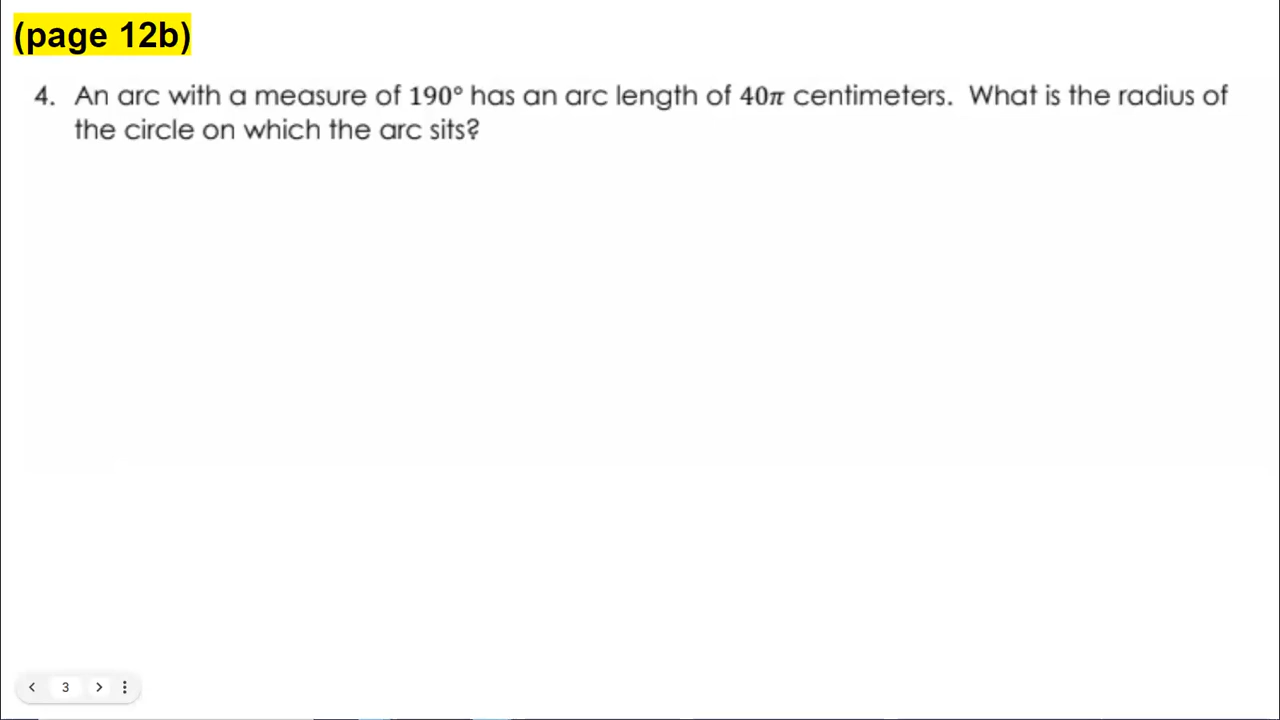 (page 12b)
4. An arc with a measure of 190° has an arc length of 40π centimeters. What is the radius of
the circle on which the arc sits?
3